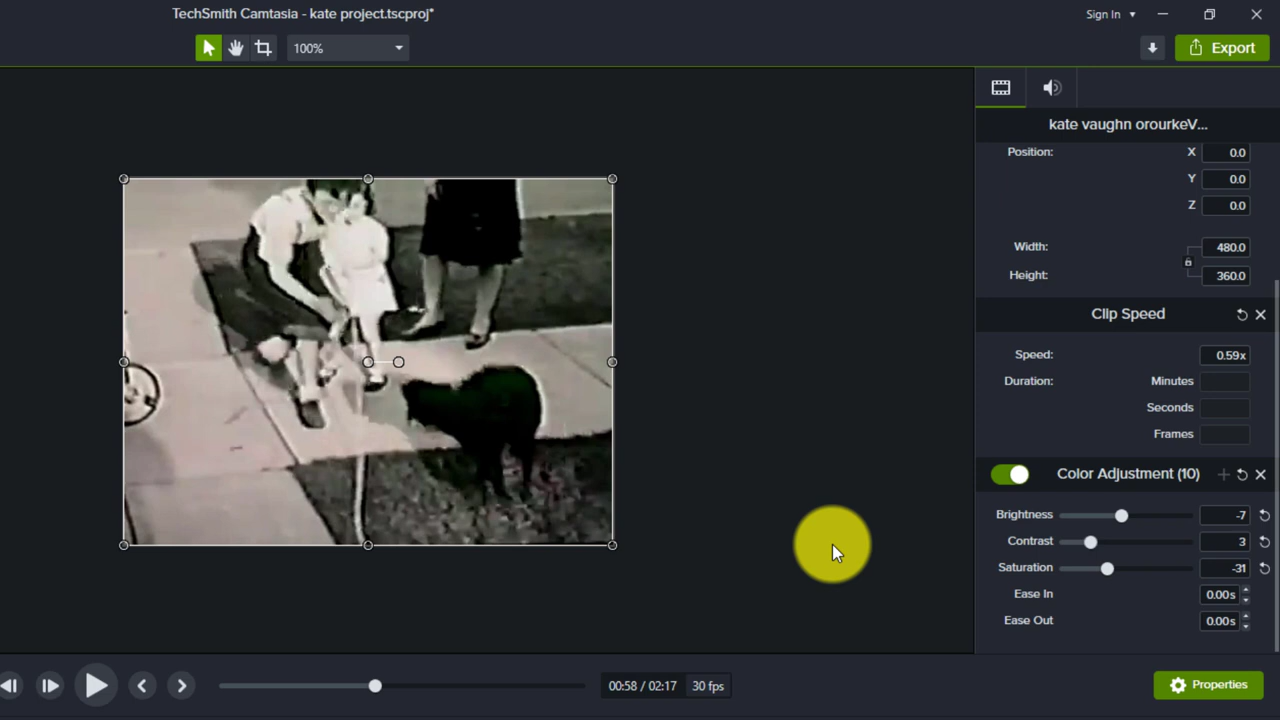 TechSmith Camtasia - kate project.tscproj*
Sign In
100%
Export
kate vaughn orourkeV...
Position:
X 0.0
Y 0.0
Z 0.0
Width: 480.0
Height: 360.0
Clip Speed
Speed: 0.59x
Duration: Minutes
Seconds
Frames
Color Adjustment (10)
Brightness -7
Contrast 3
Saturation -31
Ease In 0.00s
Ease Out 0.00s
00:58 / 02:17 30 fps
Properties